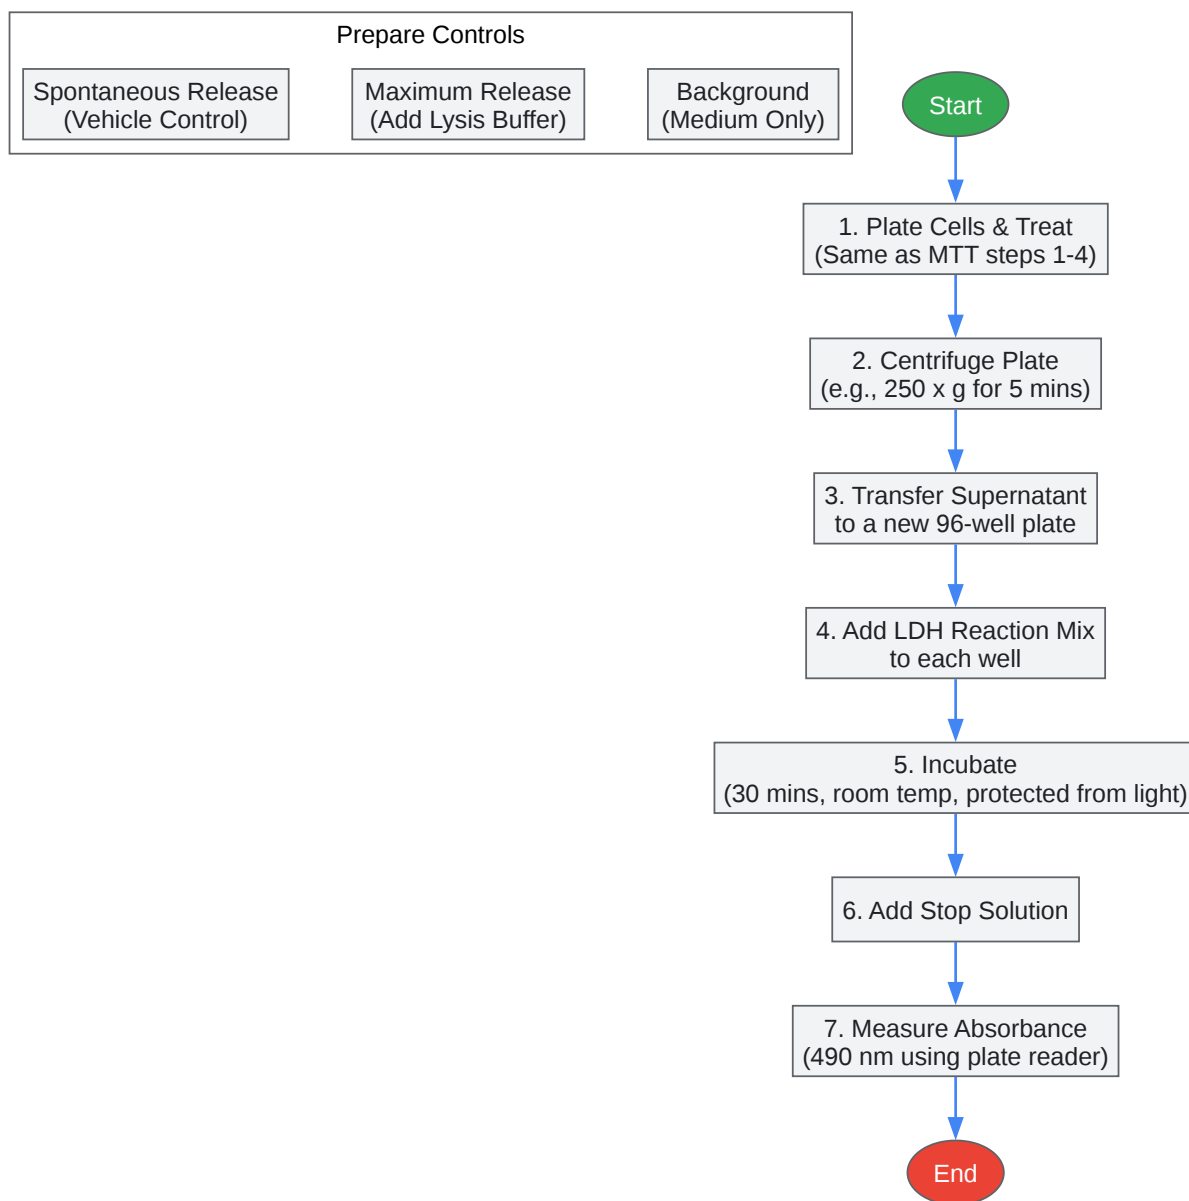 Prepare Controls
Spontaneous Release
(Vehicle Control)
Maximum Release
(Add Lysis Buffer)
Background
(Medium Only)
Start
1. Plate Cells & Treat
(Same as MTT steps 1-4)
2. Centrifuge Plate
(e.g., 250 x g for 5 mins)
3. Transfer Supernatant
to a new 96-well plate
4. Add LDH Reaction Mix
to each well
5. Incubate
(30 mins, room temp, protected from light)
6. Add Stop Solution
7. Measure Absorbance
(490 nm using plate reader)
End